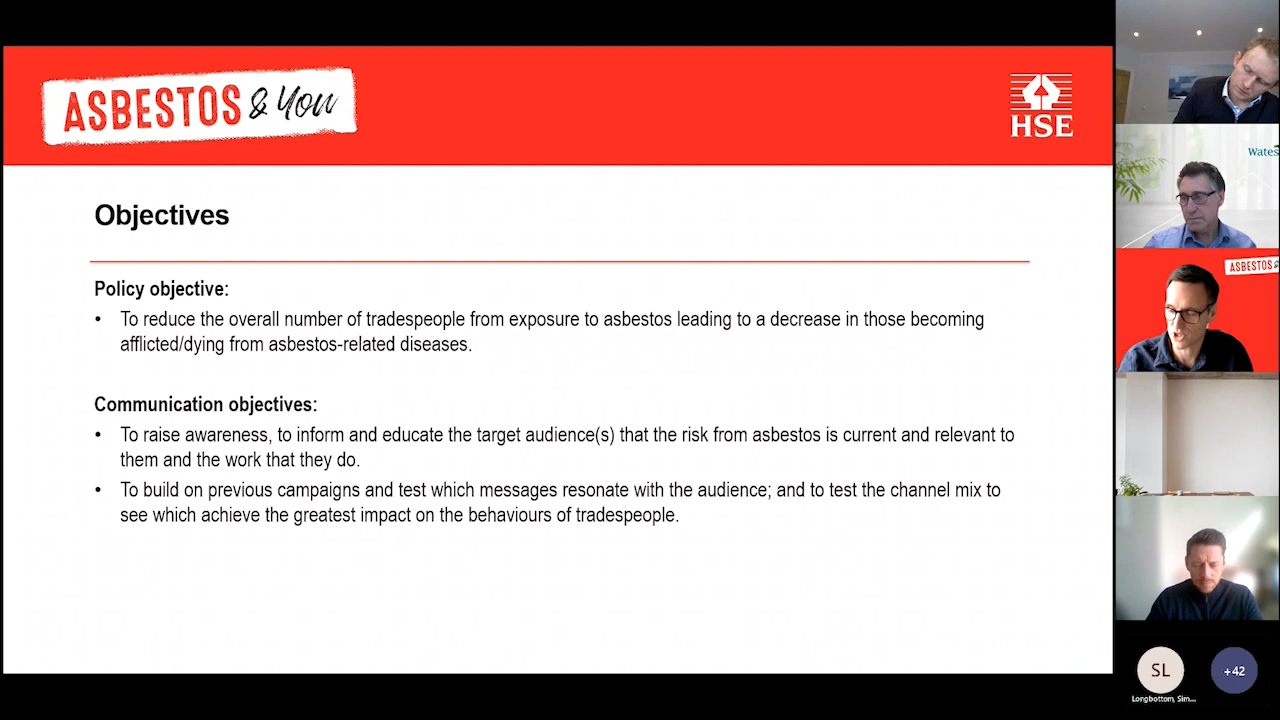 ASBESTOS & You
HSE
Objectives
Policy objective:
• To reduce the overall number of tradespeople from exposure to asbestos leading to a decrease in those becoming
afflicted/dying from asbestos-related diseases.
Communication objectives:
• To raise awareness, to inform and educate the target audience(s) that the risk from asbestos is current and relevant to
them and the work that they do.
• To build on previous campaigns and test which messages resonate with the audience; and to test the channel mix to
see which achieve the greatest impact on the behaviours of tradespeople.
Wates
ASBESTOS
SL
+42
Longbottom, Sim...